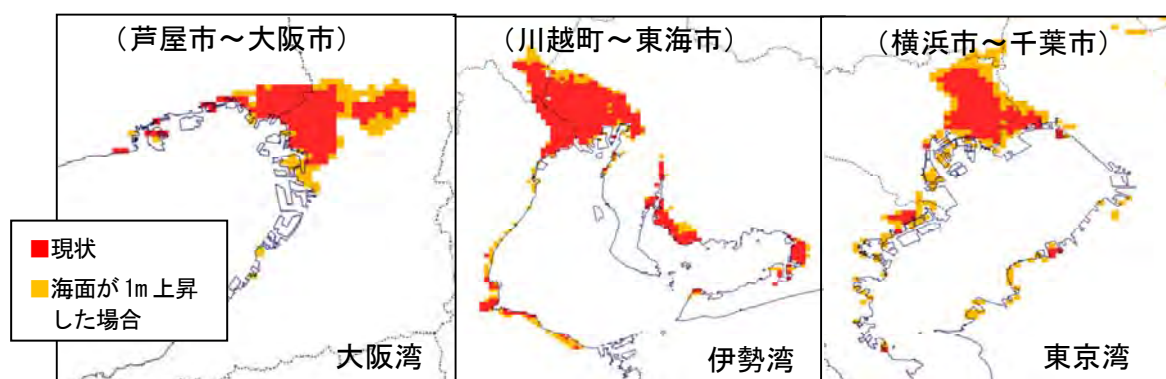 （芦屋市～大阪市）
（川越町～東海市）
（横浜市～千葉市）
現状
海面が1m上昇
した場合
大阪湾
伊勢湾
東京湾